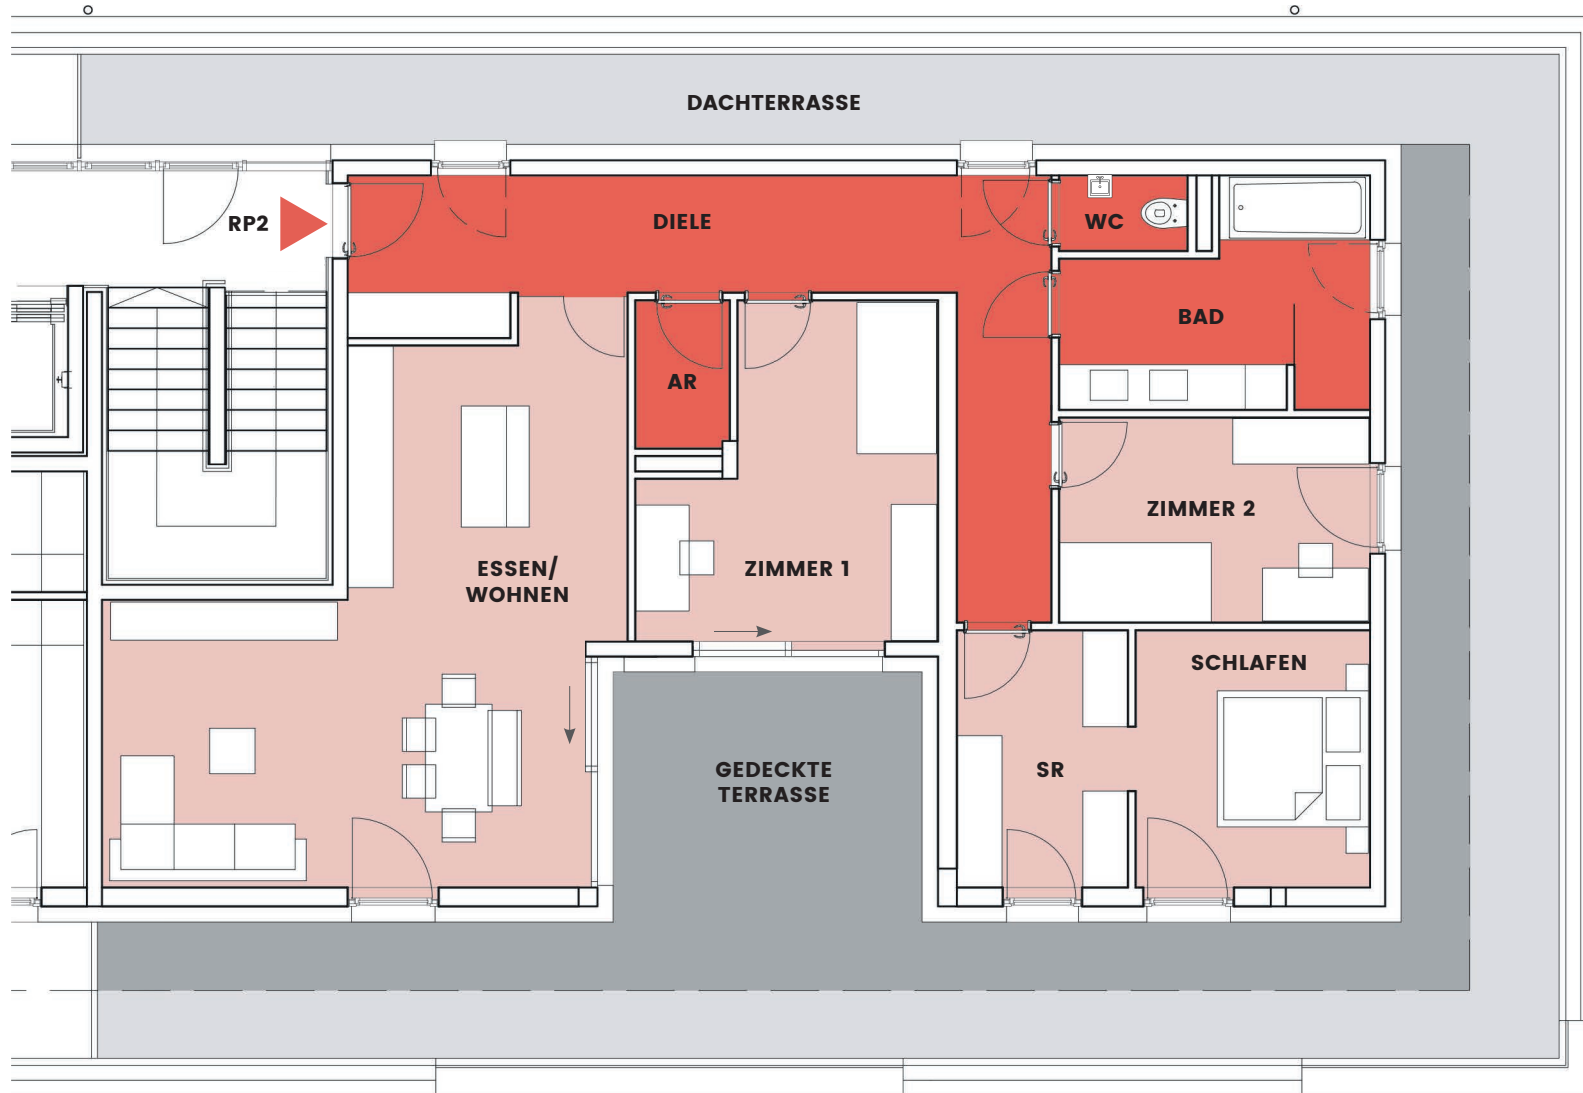 DACHTERRASSE
RP2
DIELE
WC
BAD
AR
ZIMMER 2
ESSEN/
WOHNEN
ZIMMER 1
SCHLAFEN
GEDECKTE
TERRASSE
SR